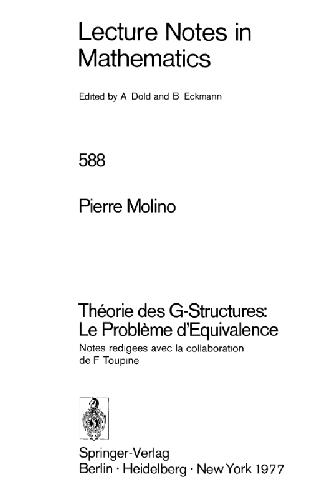 Lecture Notes in
Mathematics
Edited by A Dold and B Eckmann
588
Pierre Molino
Théorie des G-Structures:
Le Problème d'Equivalence
Notes redigees avec la collaboration
de F Toupine
Springer-Verlag
Berlin · Heidelberg · New York 1977